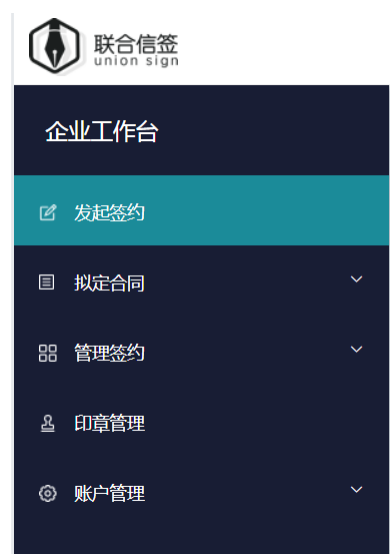 联合信签
union sign
企业工作台
发起签约
拟定合同
管理签约
印章管理
账户管理